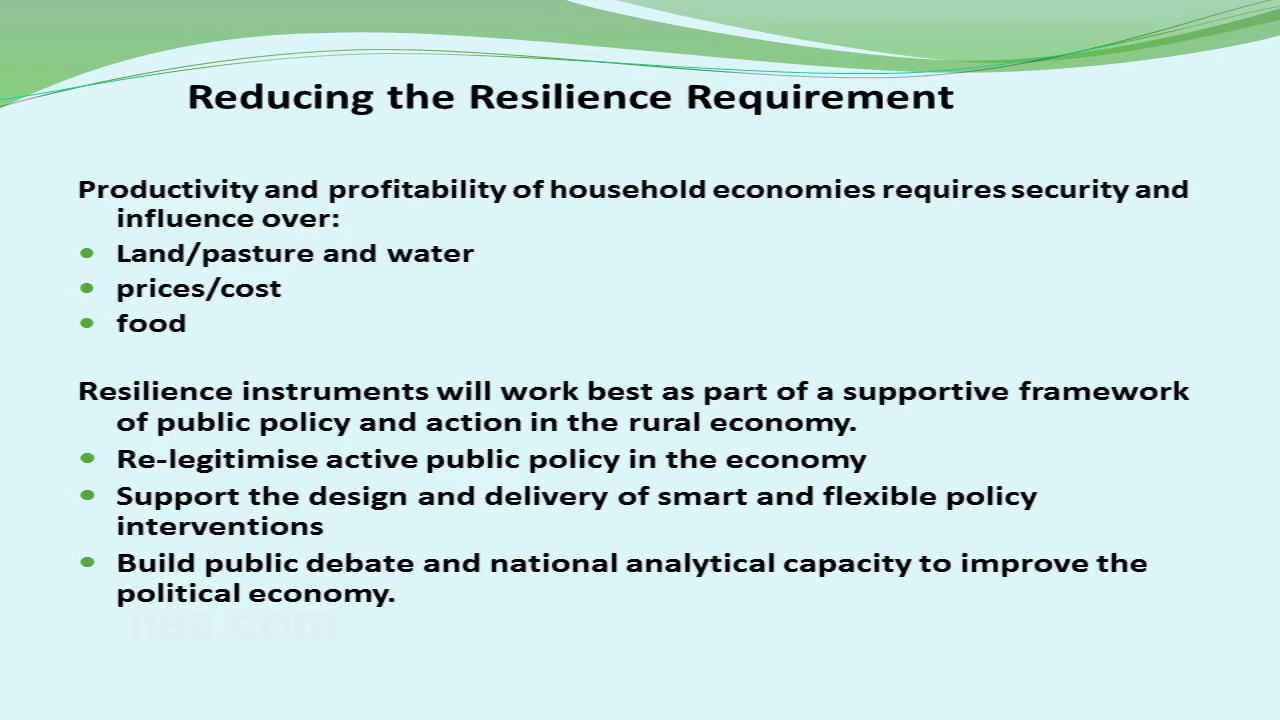 Reducing the Resilience Requirement
Productivity and profitability of household economies requires security and
influence over:
Land/pasture and water
prices/cost
food
Resilience instruments will work best as part of a supportive framework
of public policy and action in the rural economy.
Re-legitimise active public policy in the economy
Support the design and delivery of smart and flexible policy
interventions
Build public debate and national analytical capacity to improve the
political economy.